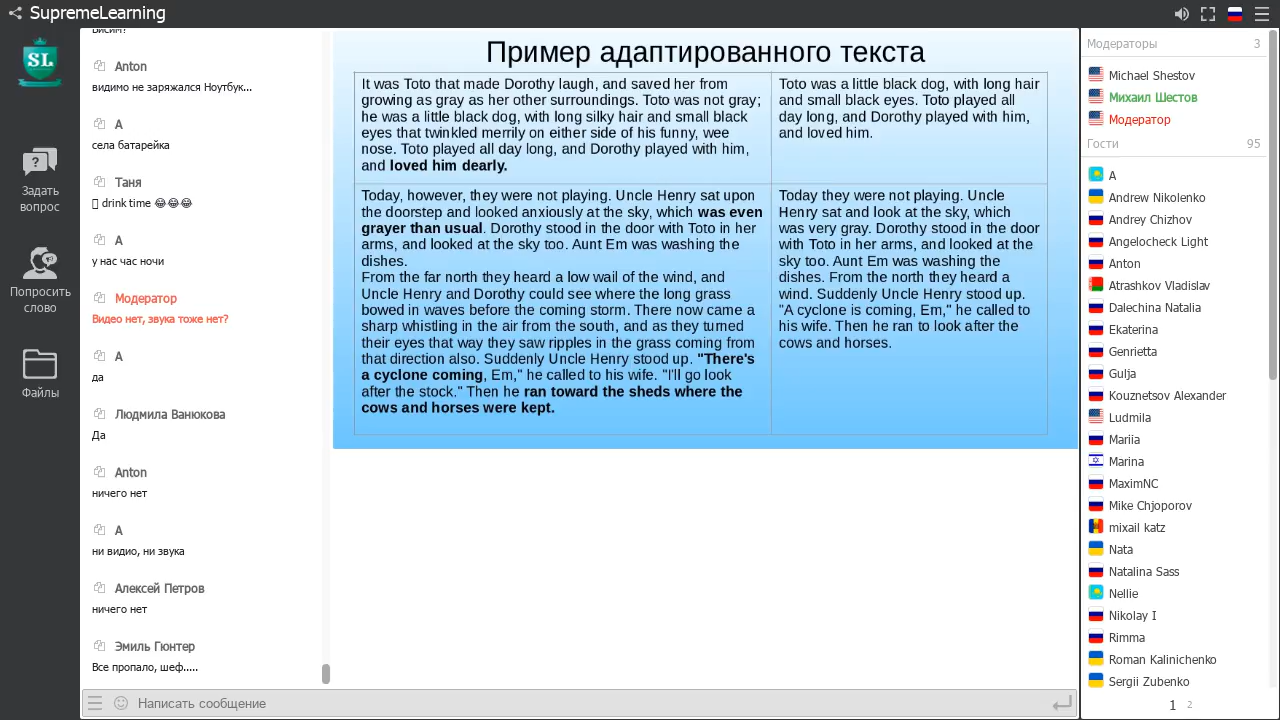 SupremeLearning
SL
Задать
вопрос
Попросить
слово
Файлы
Висим?
Anton
видимо не заряжался Ноутбук...
A
села батарейка
Таня
drink time 😂😂😂
A
у нас час ночи
Модератор
Видео нет, звука тоже нет?
A
да
Людмила Ванюкова
Да
Anton
ничего нет
A
ни видио, ни звука
Алексей Петров
ничего нет
Эмиль Гюнтер
Все пропало, шеф.....
Написать сообщение
Пример адаптированного текста
It was Toto that made Dorothy laugh, and saved her from
growing as gray as her other surroundings. Toto was not gray;
he was a little black dog, with long silky hair and small black
eyes that twinkled merrily on either side of his funny, wee
nose. Toto played all day long, and Dorothy played with him,
and loved him dearly.
Toto was a little black dog, with long hair
and small black eyes. Toto played all
day long, and Dorothy played with him,
and loved him.
Today, however, they were not playing. Uncle Henry sat upon
the doorstep and looked anxiously at the sky, which was even
grayer than usual. Dorothy stood in the door with Toto in her
arms, and looked at the sky too. Aunt Em was washing the
dishes.
From the far north they heard a low wail of the wind, and
Uncle Henry and Dorothy could see where the long grass
bowed in waves before the coming storm. There now came a
sharp whistling in the air from the south, and as they turned
their eyes that way they saw ripples in the grass coming from
that direction also. Suddenly Uncle Henry stood up. "There's
a cyclone coming, Em," he called to his wife. "I'll go look
after the stock." Then he ran toward the sheds where the
cows and horses were kept.
Today they were not playing. Uncle
Henry sat and look at the sky, which
was very gray. Dorothy stood in the door
with Toto in her arms, and looked at the
sky too. Aunt Em was washing the
dishes. From the north they heard a
wind. Suddenly Uncle Henry stood up.
"A cyclone is coming, Em," he called to
his wife. Then he ran to look after the
cows and horses.
Модераторы 3
Michael Shestov
Михаил Шестов
Модератор
Гости 95
A
Andrew Nikolenko
Andrey Chizhov
Angelocheck Light
Anton
Atrashkov Vladislav
Dalechina Natalia
Ekaterina
Genrietta
Gulja
Kouznetsov Alexander
Ludmila
Mariia
Marina
MaximNC
Mike Chjoporov
mixail katz
Nata
Natalina Sass
Nellie
Nikolay I
Rimma
Roman Kalinichenko
Sergii Zubenko
1 2